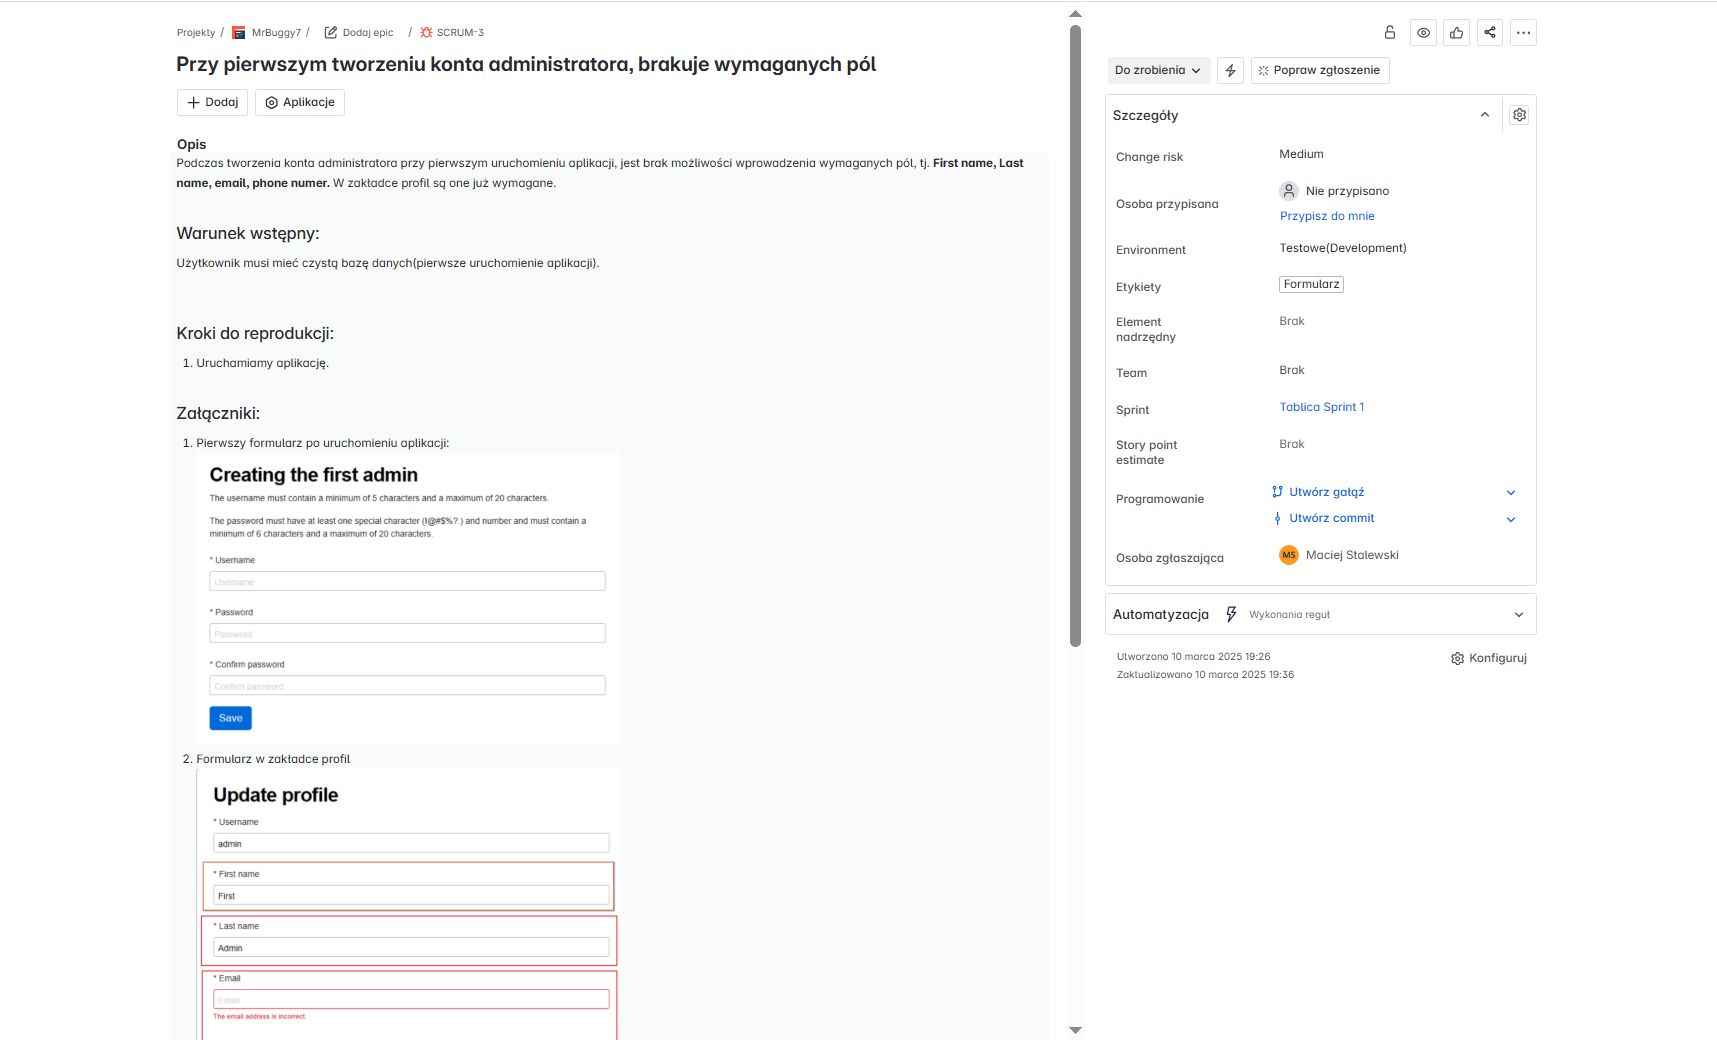 Projekty / MrBuggy7 / Dodaj epic / SCRUM-3
Przy pierwszym tworzeniu konta administratora, brakuje wymaganych pól
Dodaj Aplikacje
Opis
Podczas tworzenia konta administratora przy pierwszym uruchomieniu aplikacji, jest brak możliwości wprowadzenia wymaganych pól, tj. First name, Last
name, email, phone numer. W zakładce profil są one już wymagane.
Warunek wstępny:
Użytkownik musi mieć czystą bazę danych(pierwsze uruchomienie aplikacji).
Kroki do reprodukcji:
1. Uruchamiamy aplikację.
Załączniki:
1. Pierwszy formularz po uruchomieniu aplikacji:
Creating the first admin
The username must contain a minimum of 5 characters and a maximum of 20 characters.
The password must have at least one special character (!@#$%?.) and number and must contain a
minimum of 6 characters and a maximum of 20 characters.
* Username
Username
* Password
Password
* Confirm password
Confirm password
Save
2. Formularz w zakładce profil
Update profile
* Username
admin
* First name
First
* Last name
Admin
* Email
Email
The email address is incorrect.
Do zrobienia
Popraw zgłoszenie
Szczegóły
Change risk
Medium
Osoba przypisana
Nie przypisano
Przypisz do mnie
Environment
Testowe(Development)
Etykiety
Formularz
Element
nadrzędny
Brak
Team
Brak
Sprint
Tablica Sprint 1
Story point
estimate
Brak
Programowanie
Utwórz gałąź
Utwórz commit
Osoba zgłaszająca
MS Maciej Stalewski
Automatyzacja Wykonania reguł
Utworzono 10 marca 2025 19:26
Zaktualizowano 10 marca 2025 19:36
Konfiguruj